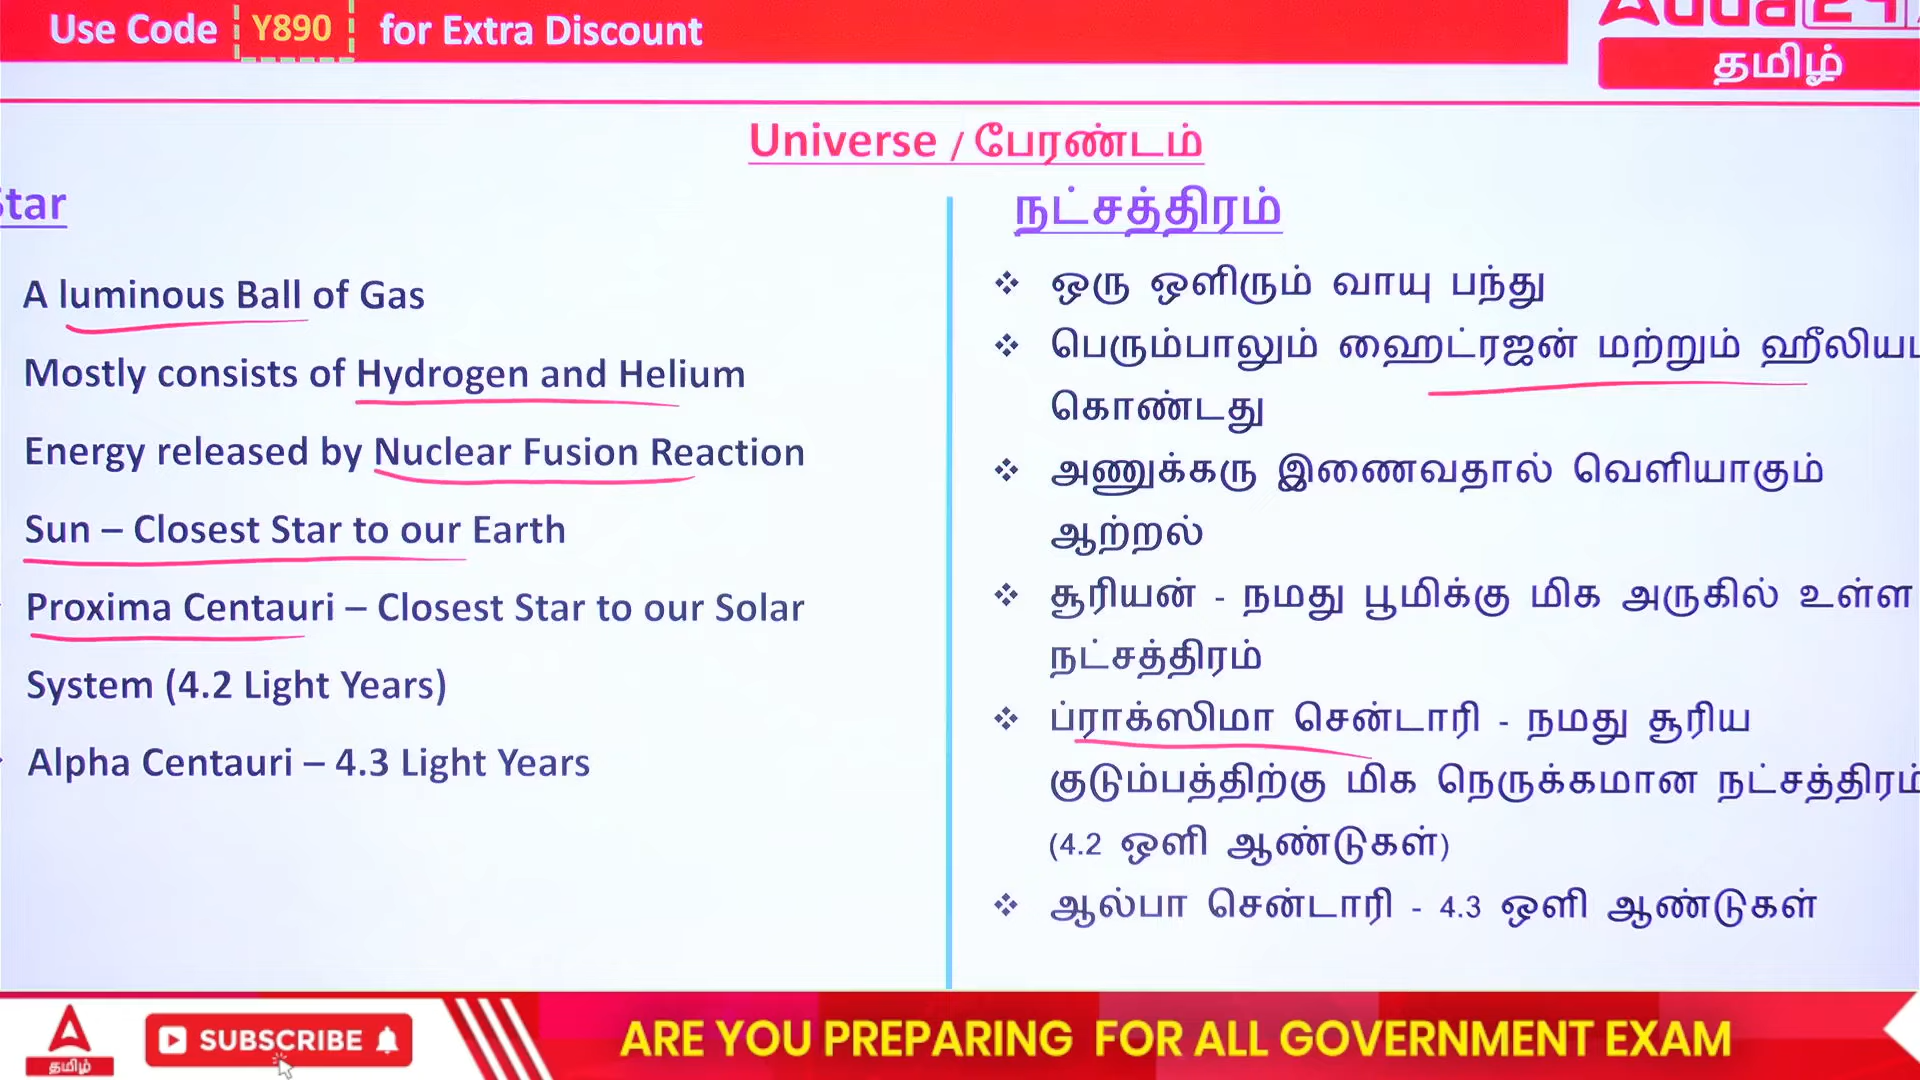 Use Code Y890 for Extra Discount
Adda24
தமிழ்
Universe / பேரண்டம்
Star
A luminous Ball of Gas
Mostly consists of Hydrogen and Helium
Energy released by Nuclear Fusion Reaction
Sun – Closest Star to our Earth
Proxima Centauri – Closest Star to our Solar
System (4.2 Light Years)
Alpha Centauri – 4.3 Light Years
நட்சத்திரம்
❖ ஒரு ஒளிரும் வாயு பந்து
❖ பெரும்பாலும் ஹைட்ரஜன் மற்றும் ஹீலியம்
கொண்டது
❖ அணுக்கரு இணைவதால் வெளியாகும்
ஆற்றல்
❖ சூரியன் - நமது பூமிக்கு மிக அருகில் உள்ள
நட்சத்திரம்
❖ ப்ராக்ஸிமா சென்டாரி - நமது சூரிய
குடும்பத்திற்கு மிக நெருக்கமான நட்சத்திரம்
(4.2 ஒளி ஆண்டுகள்)
❖ ஆல்பா சென்டாரி - 4.3 ஒளி ஆண்டுகள்
தமிழ்
SUBSCRIBE
ARE YOU PREPARING FOR ALL GOVERNMENT EXAM